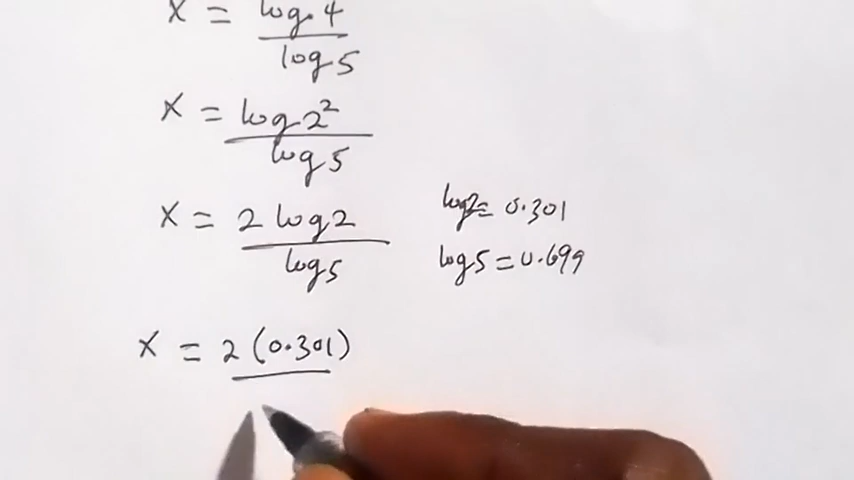 x = log 4
log 5
x = log 2²
log 5
x = 2 log 2
log 5
log 2 = 0.301
log 5 = 0.699
x = 2 (0.301)